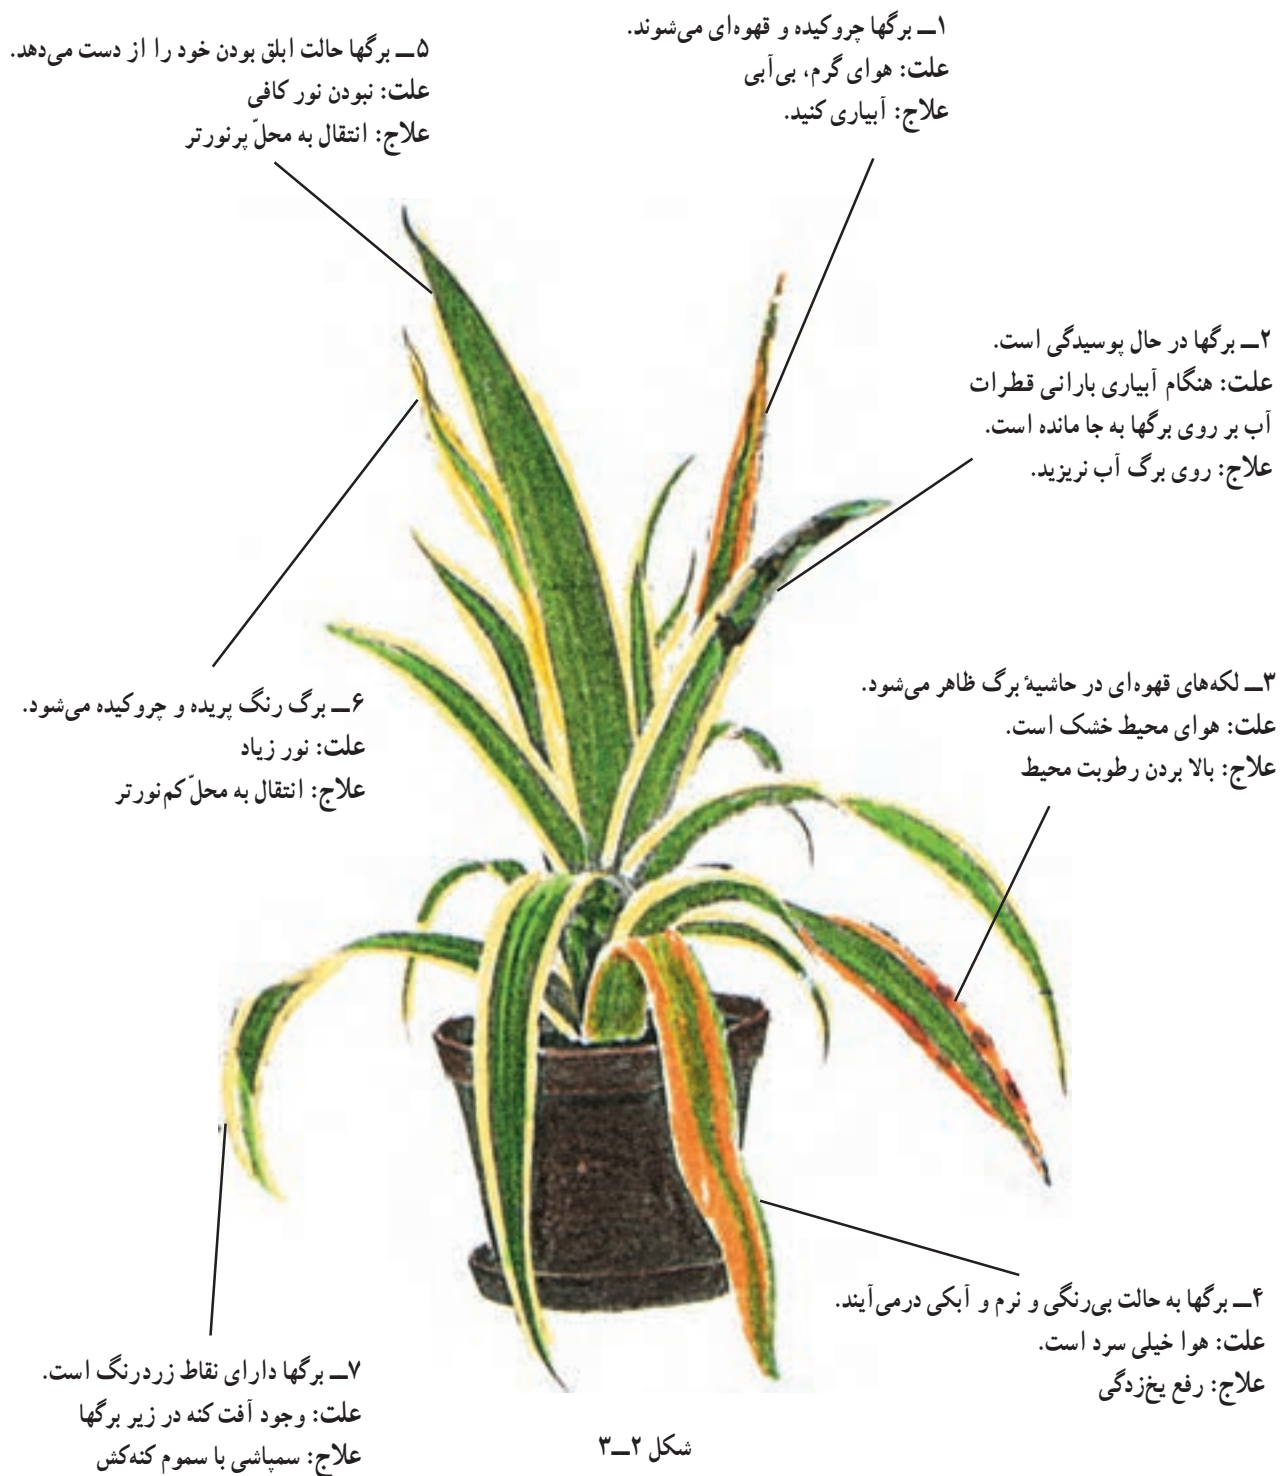 ۱ــ برگها چروکیده و قهوه‌ای می‌شوند.
علت: هوای گرم، بی‌آبی
علاج: آبیاری کنید.
۲ــ برگها در حال پوسیدگی است.
علت: هنگام آبیاری بارانی قطرات
آب بر روی برگها به جا مانده است.
علاج: روی برگ آب نریزید.
۳ــ لکه‌های قهوه‌ای در حاشیهٔ برگ ظاهر می‌شود.
علت: هوای محیط خشک است.
علاج: بالا بردن رطوبت محیط
۴ــ برگها به حالت بی‌رنگی و نرم و آبکی درمی‌آیند.
علت: هوا خیلی سرد است.
علاج: رفع یخ‌زدگی
۵ــ برگها حالت ابلق بودن خود را از دست می‌دهد.
علت: نبودن نور کافی
علاج: انتقال به محلّ پرنورتر
۶ــ برگ رنگ پریده و چروکیده می‌شود.
علت: نور زیاد
علاج: انتقال به محلّ کم‌نورتر
۷ــ برگها دارای نقاط زردرنگ است.
علت: وجود آفت کنه در زیر برگها
علاج: سمپاشی با سموم کنه‌کش
شکل ۲ــ۳